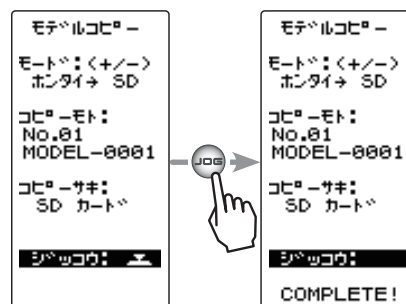 モデルコピー
モード:(+/-)
ホンタイ→ SD
コピーモト:
No.01
MODEL-0001
コピーサキ:
SD カード
ジッコウ:
JOG
モデルコピー
モード:(+/-)
ホンタイ→ SD
コピーモト:
No.01
MODEL-0001
コピーサキ:
SD カード
ジッコウ:
COMPLETE!